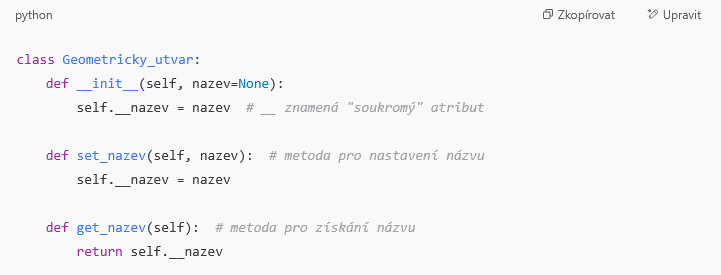 python
Zkopírovat
Upravit
class Geometricky_utvar:
    def __init__(self, nazev=None):
        self.__nazev = nazev  # __ znamená "soukromý" atribut

    def set_nazev(self, nazev):  # metoda pro nastavení názvu
        self.__nazev = nazev

    def get_nazev(self):  # metoda pro získání názvu
        return self.__nazev